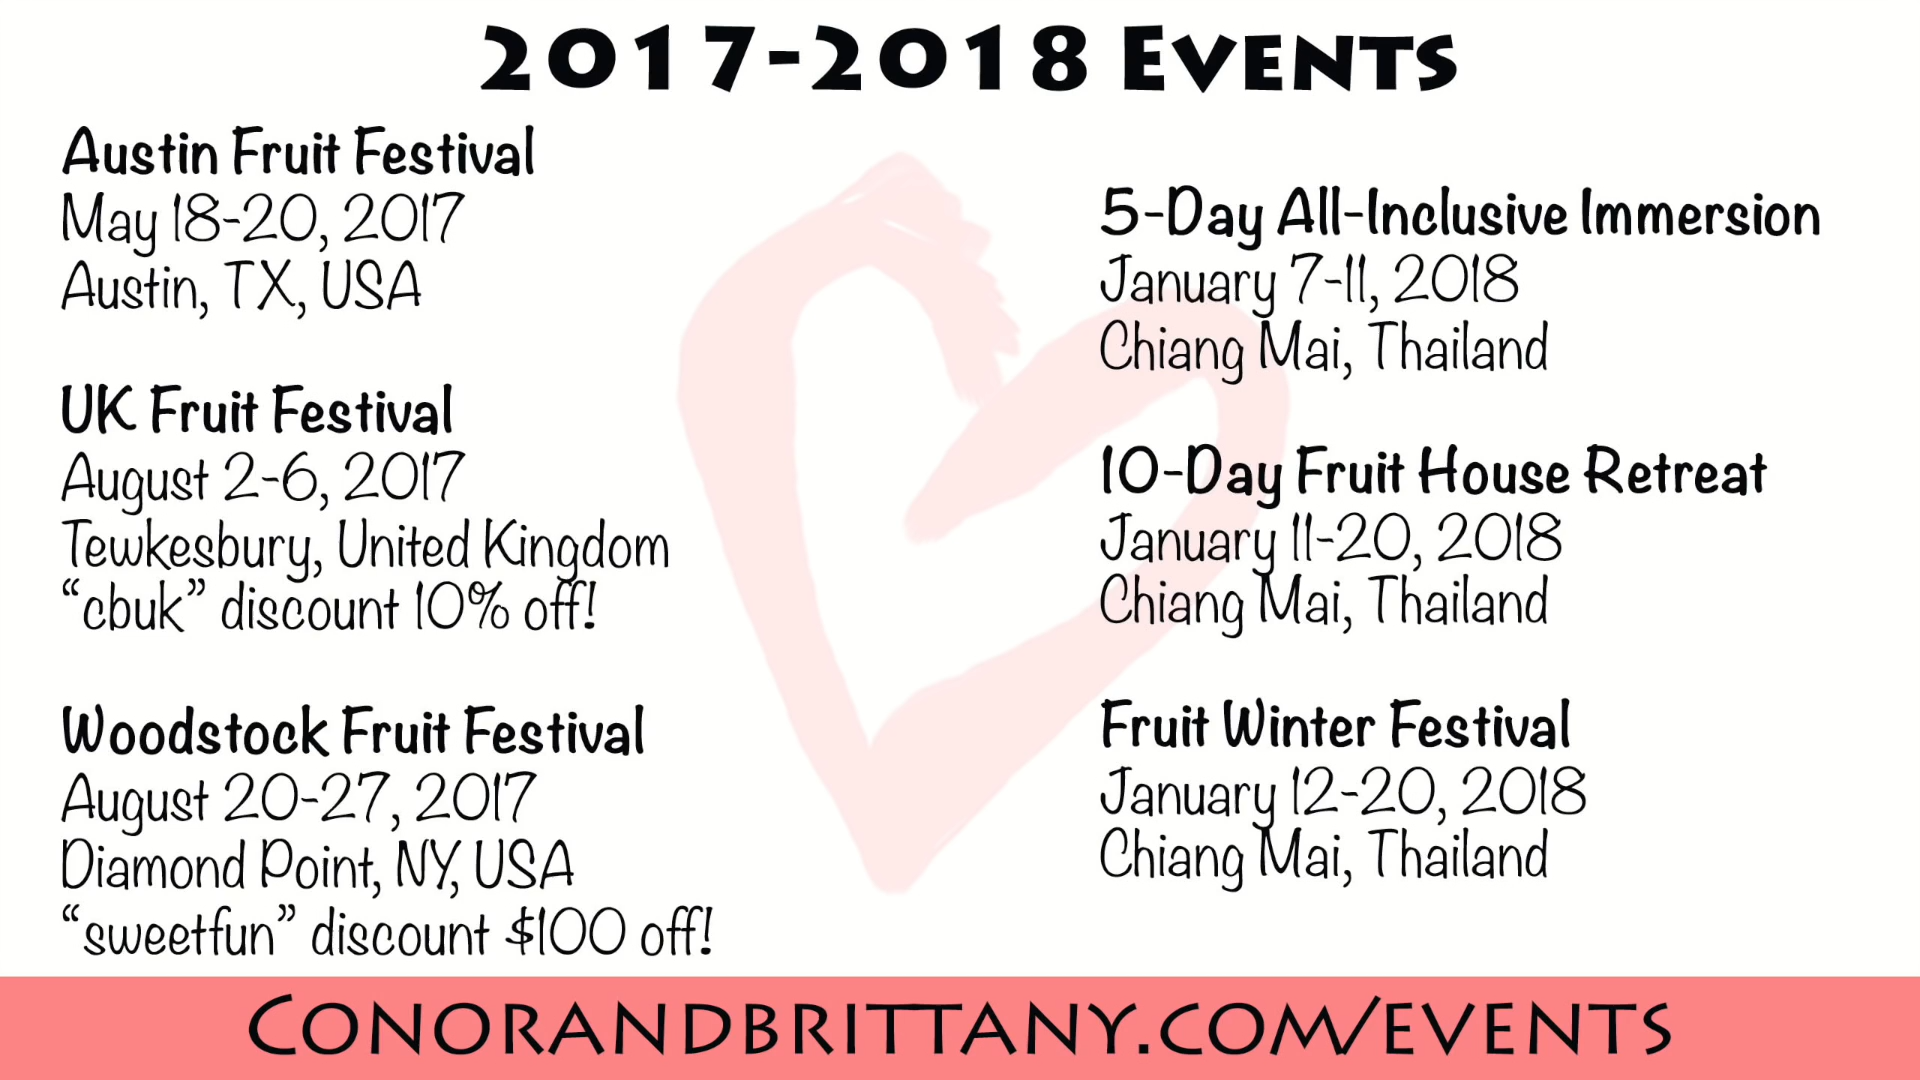 2017-2018 Events
Austin Fruit Festival
May 18-20, 2017
Austin, TX, USA
UK Fruit Festival
August 2-6, 2017
Tewkesbury, United Kingdom
“cbuk” discount 10% off!
Woodstock Fruit Festival
August 20-27, 2017
Diamond Point, NY, USA
“sweetfun” discount $100 off!
5-Day All-Inclusive Immersion
January 7-11, 2018
Chiang Mai, Thailand
10-Day Fruit House Retreat
January 11-20, 2018
Chiang Mai, Thailand
Fruit Winter Festival
January 12-20, 2018
Chiang Mai, Thailand
Conorandbrittany.com/events